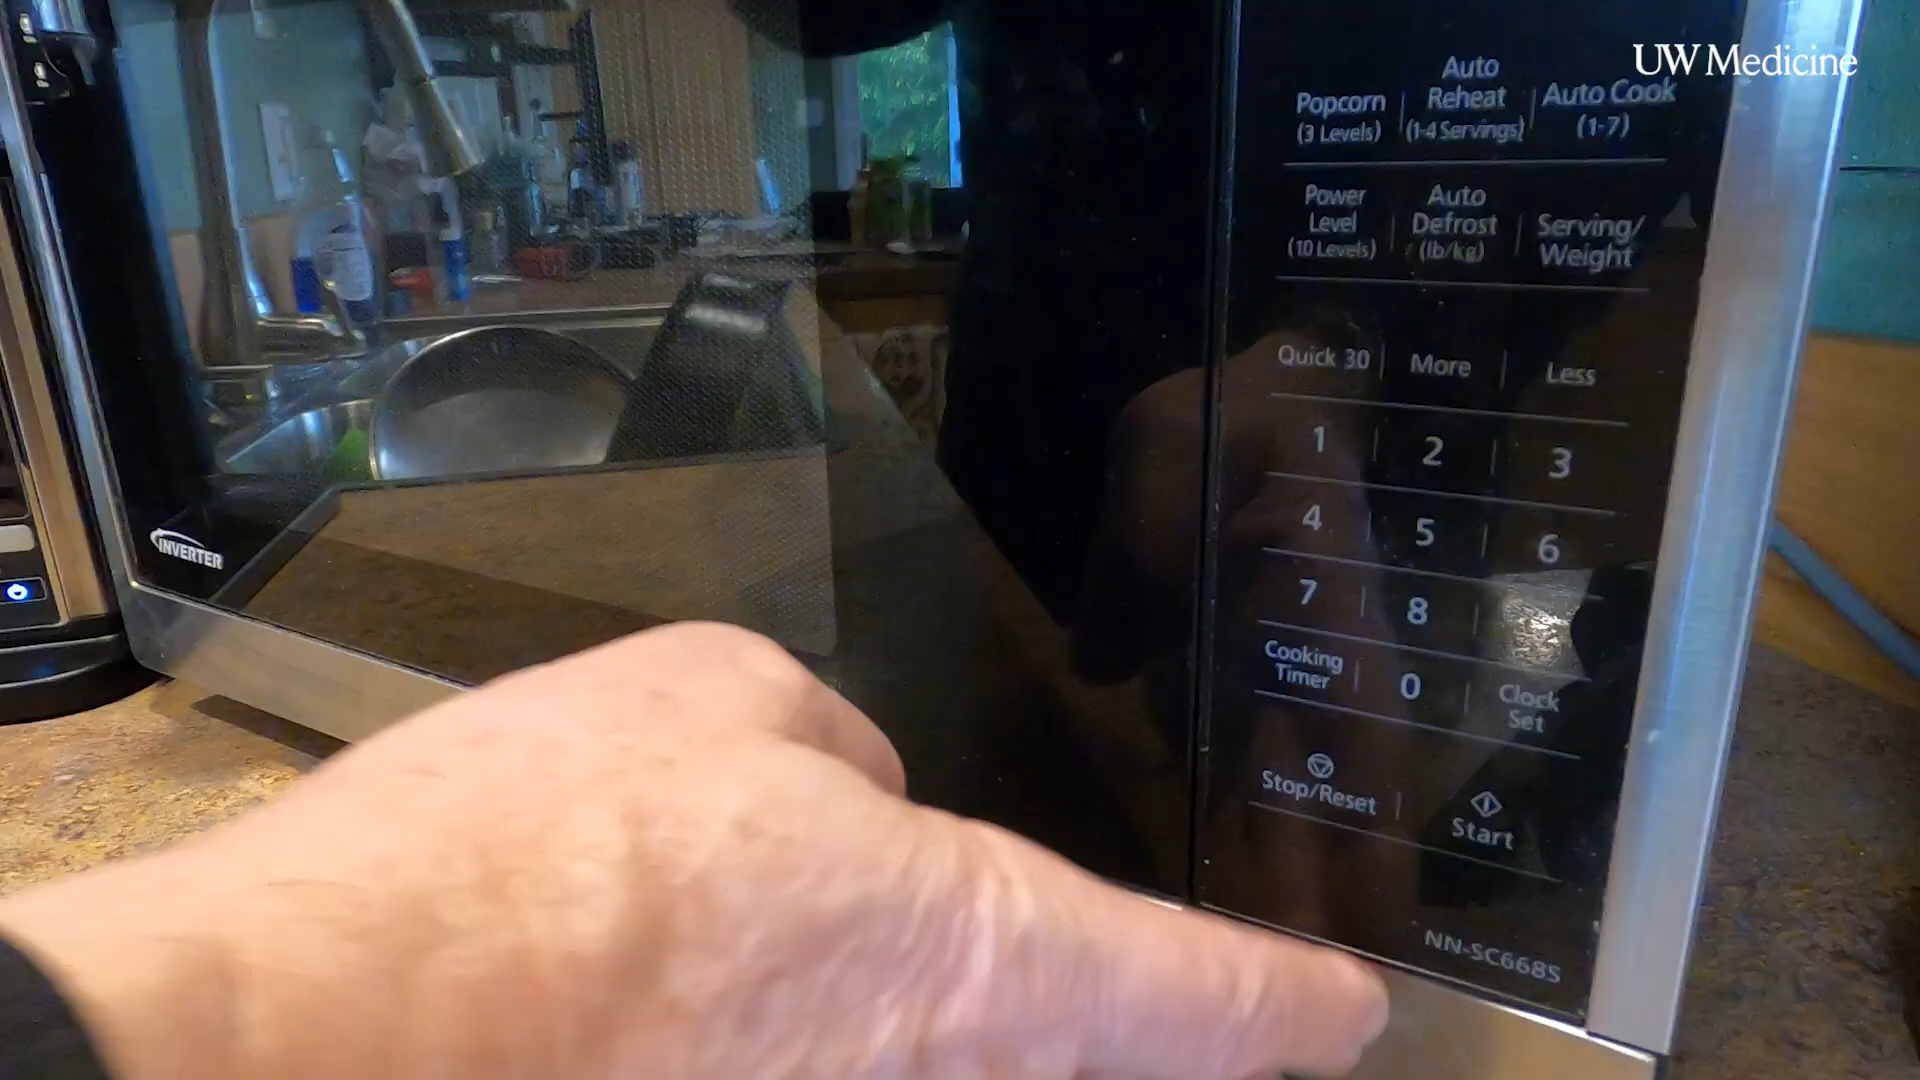 UW Medicine
Popcorn
(3 Levels)
Auto
Reheat
(1-4 Servings)
Auto Cook
(1-7)
Power
Level
(10 Levels)
Auto
Defrost
(lb/kg)
Serving/
Weight
Quick 30
More
Less
1
2
3
4
5
6
7
8
Cooking
Timer
0
Clock
Set
Stop/Reset
Start
INVERTER
NN-SC668S